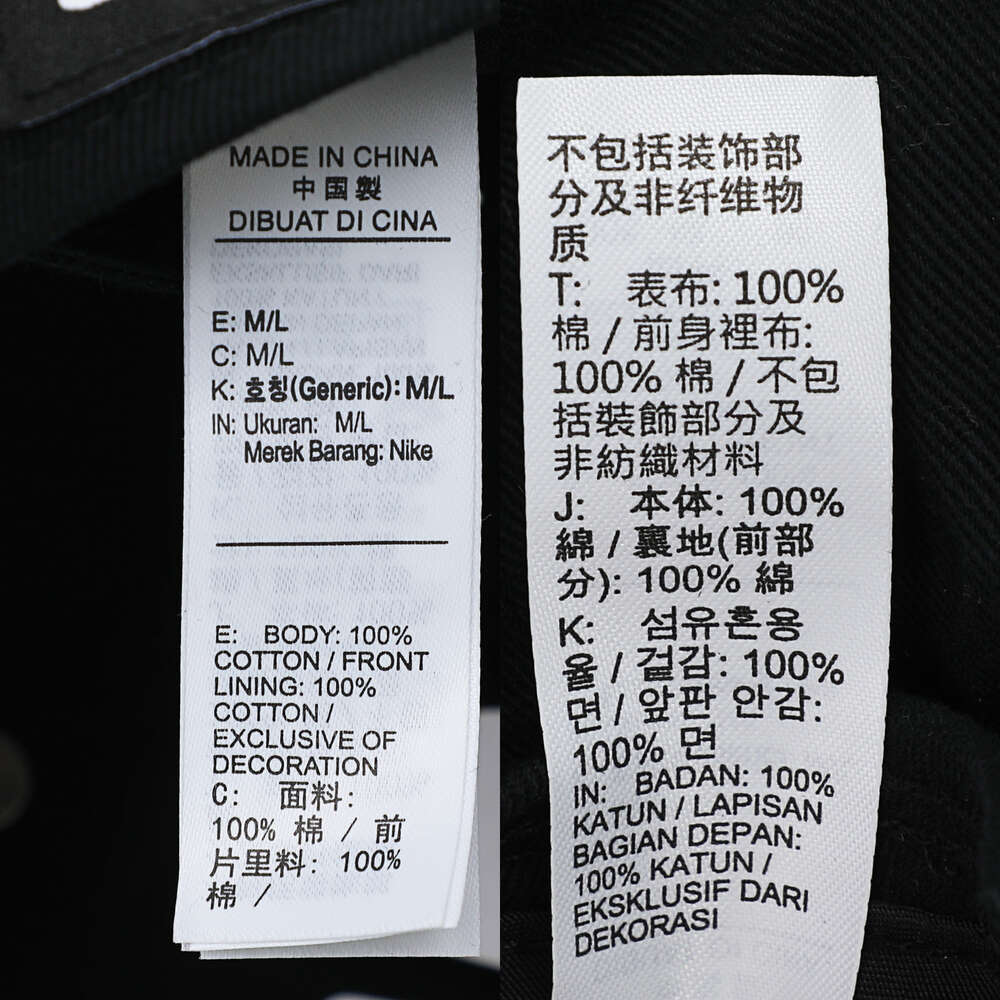 MADE IN CHINA
中国製
DIBUAT DI CINA
E: M/L
C: M/L
K: 호칭(Generic): M/L
IN: Ukuran: M/L
Merek Barang: Nike
E: BODY: 100%
COTTON / FRONT
LINING: 100%
COTTON /
EXCLUSIVE OF
DECORATION
C: 面料:
100% 棉 / 前
片里料: 100%
棉 /
不包括装饰部
分及非纤维物
质
T: 表布: 100%
棉 / 前身裡布:
100% 棉 / 不包
括裝飾部分及
非紡織材料
J: 本体: 100%
綿 / 裏地(前部
分): 100% 綿
K: 섬유혼용
율 / 겉감: 100%
면 / 앞판 안감:
100% 면
IN: BADAN: 100%
KATUN / LAPISAN
BAGIAN DEPAN:
100% KATUN /
EKSKLUSIF DARI
DEKORASI